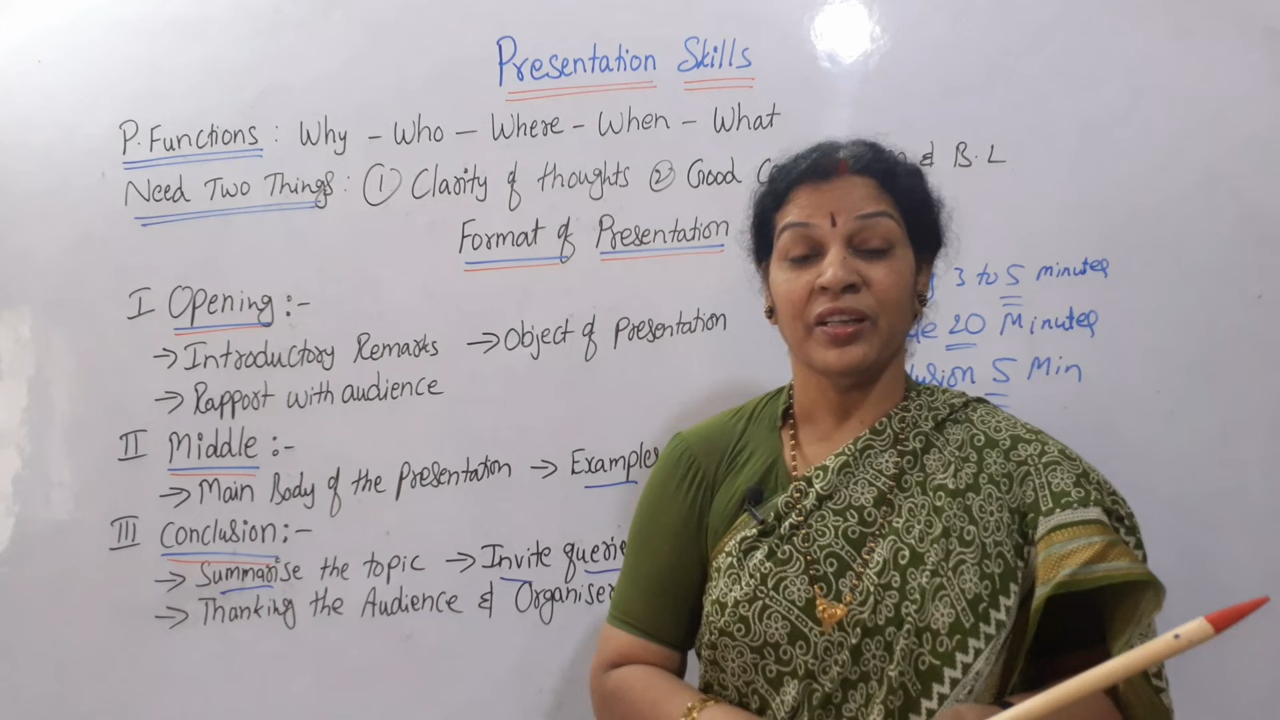 Presentation Skills
P. Functions : Why - Who - Where - When - What
Need Two Things : ① Clarity of thoughts ② Good & B.L
Format of Presentation
3 to 5 minutes
20 Minutes
5 Min
I Opening :-
→ Introductory Remarks → Object of presentation
→ Rapport with audience
II Middle :-
→ Main Body of the presentation → Examples
III Conclusion :-
→ Summarise the topic → Invite
→ Thanking the Audience & Organiser